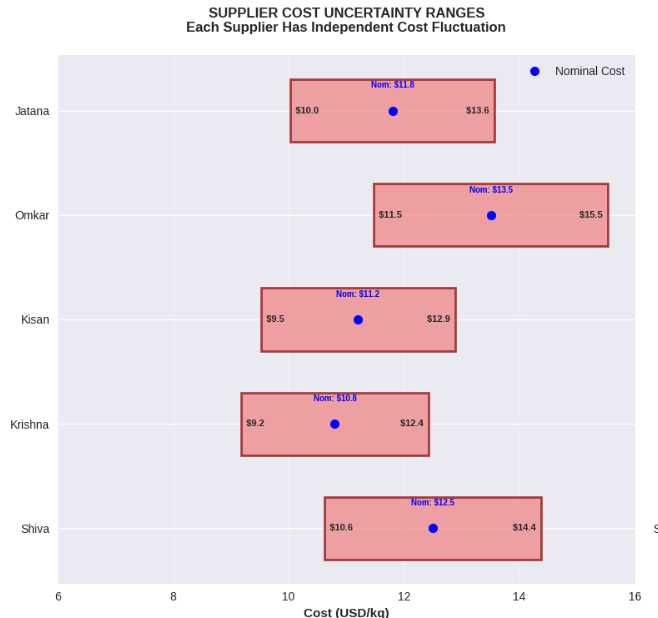 SUPPLIER COST UNCERTAINTY RANGES
Each Supplier Has Independent Cost Fluctuation
Nominal Cost
Jatana
Nom: $11.8
$10.0
$13.6
Omkar
Nom: $13.5
$11.5
$15.5
Kisan
Nom: $11.2
$9.5
$12.9
Krishna
Nom: $10.8
$9.2
$12.4
Shiva
Nom: $12.5
$10.6
$14.4
6 8 10 12 14 16
Cost (USD/kg)